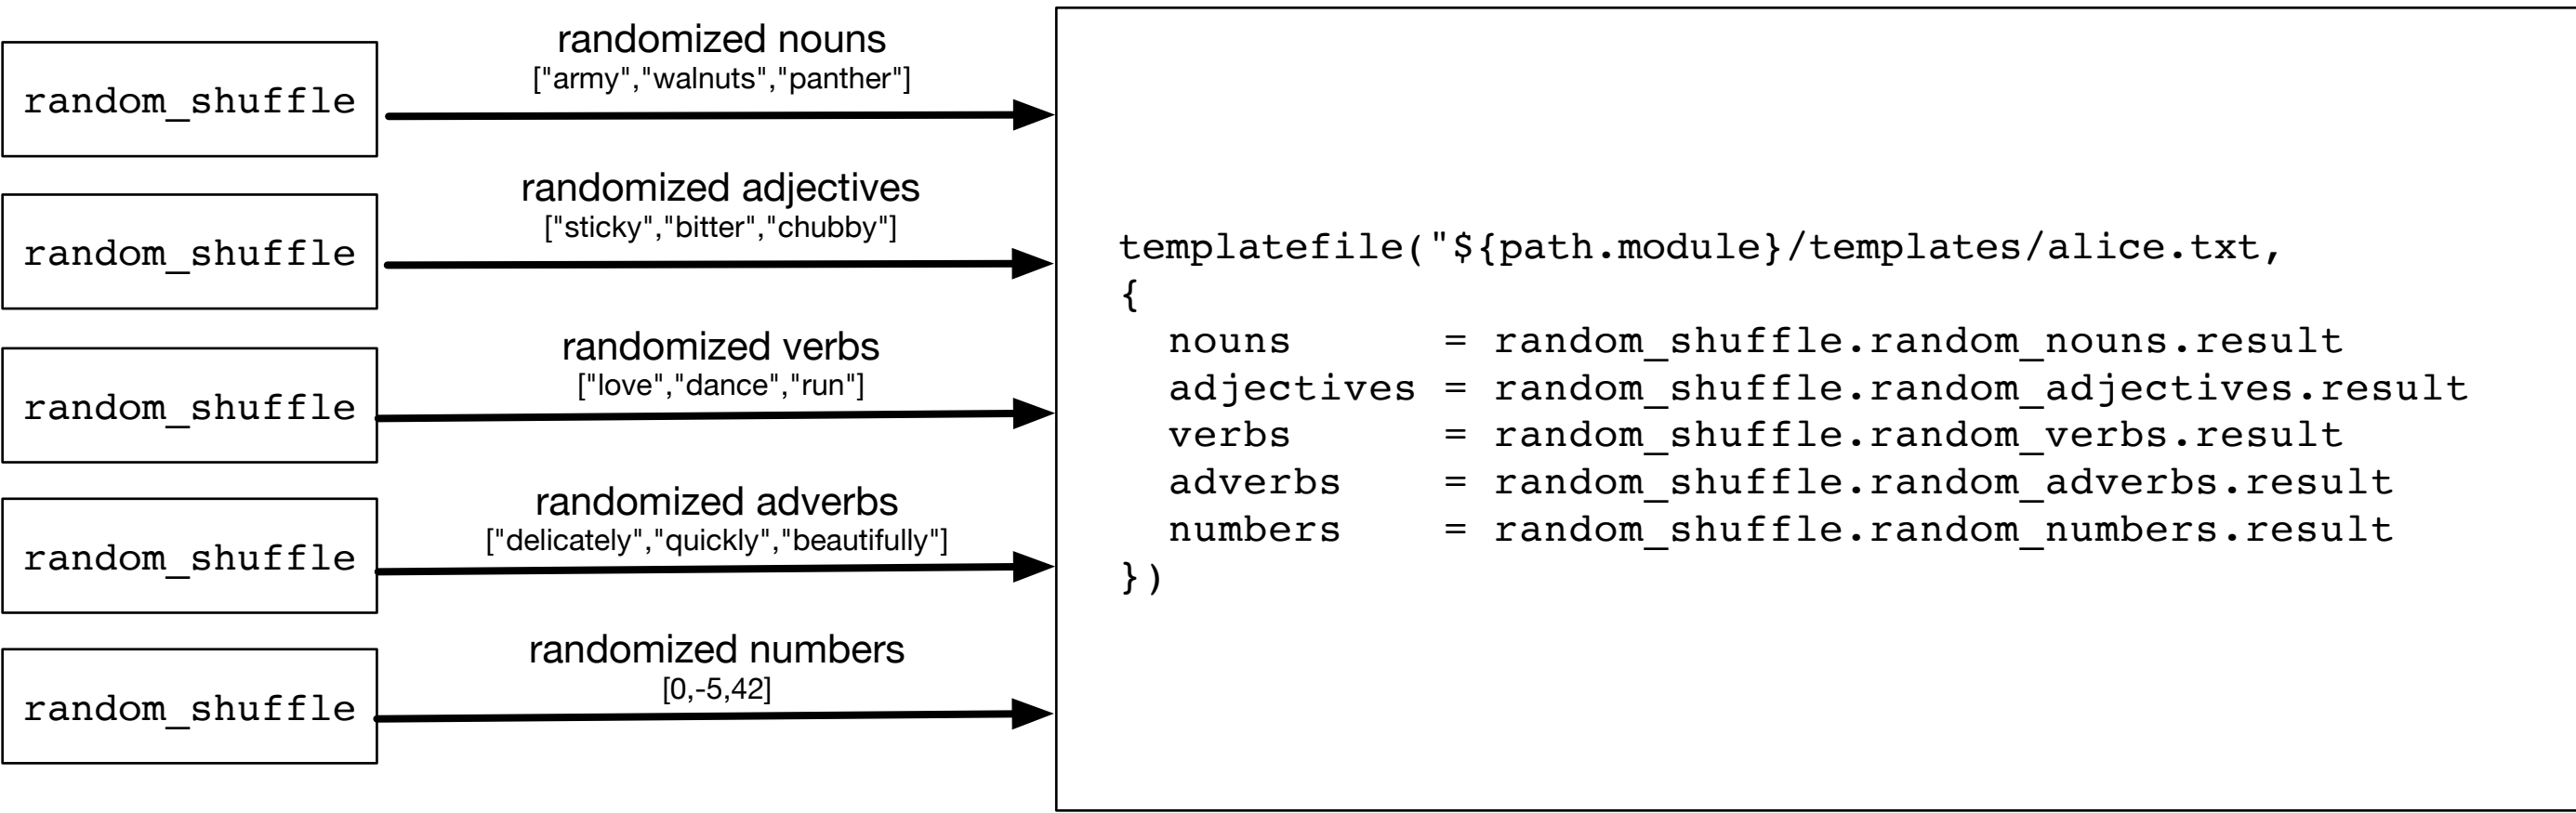 random_shuffle
randomized nouns
["army","walnuts","panther"]
random_shuffle
randomized adjectives
["sticky","bitter","chubby"]
random_shuffle
randomized verbs
["love","dance","run"]
random_shuffle
randomized adverbs
["delicately","quickly","beautifully"]
random_shuffle
randomized numbers
[0,-5,42]
templatefile("${path.module}/templates/alice.txt,
{
  nouns      = random_shuffle.random_nouns.result
  adjectives = random_shuffle.random_adjectives.result
  verbs      = random_shuffle.random_verbs.result
  adverbs    = random_shuffle.random_adverbs.result
  numbers    = random_shuffle.random_numbers.result
})